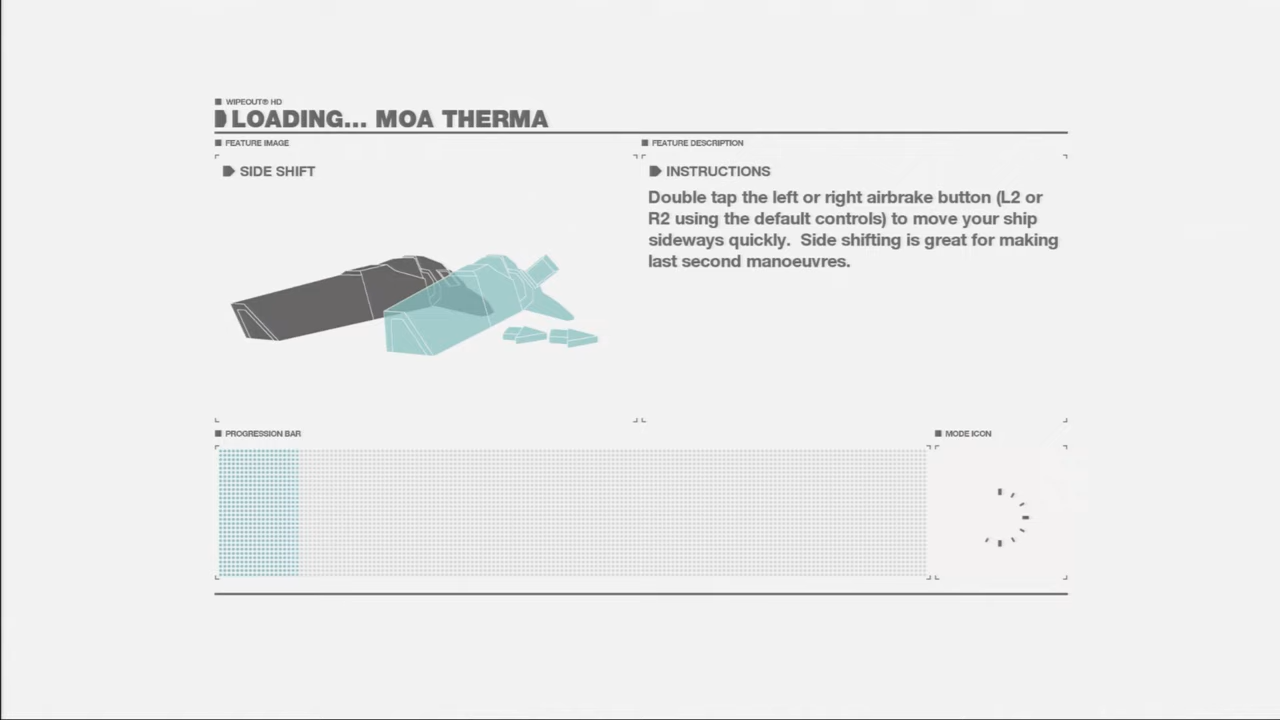 WIPEOUT® HD
LOADING... MOA THERMA
FEATURE IMAGE
FEATURE DESCRIPTION
SIDE SHIFT
INSTRUCTIONS
Double tap the left or right airbrake button (L2 or
R2 using the default controls) to move your ship
sideways quickly.  Side shifting is great for making
last second manoeuvres.
PROGRESSION BAR
MODE ICON